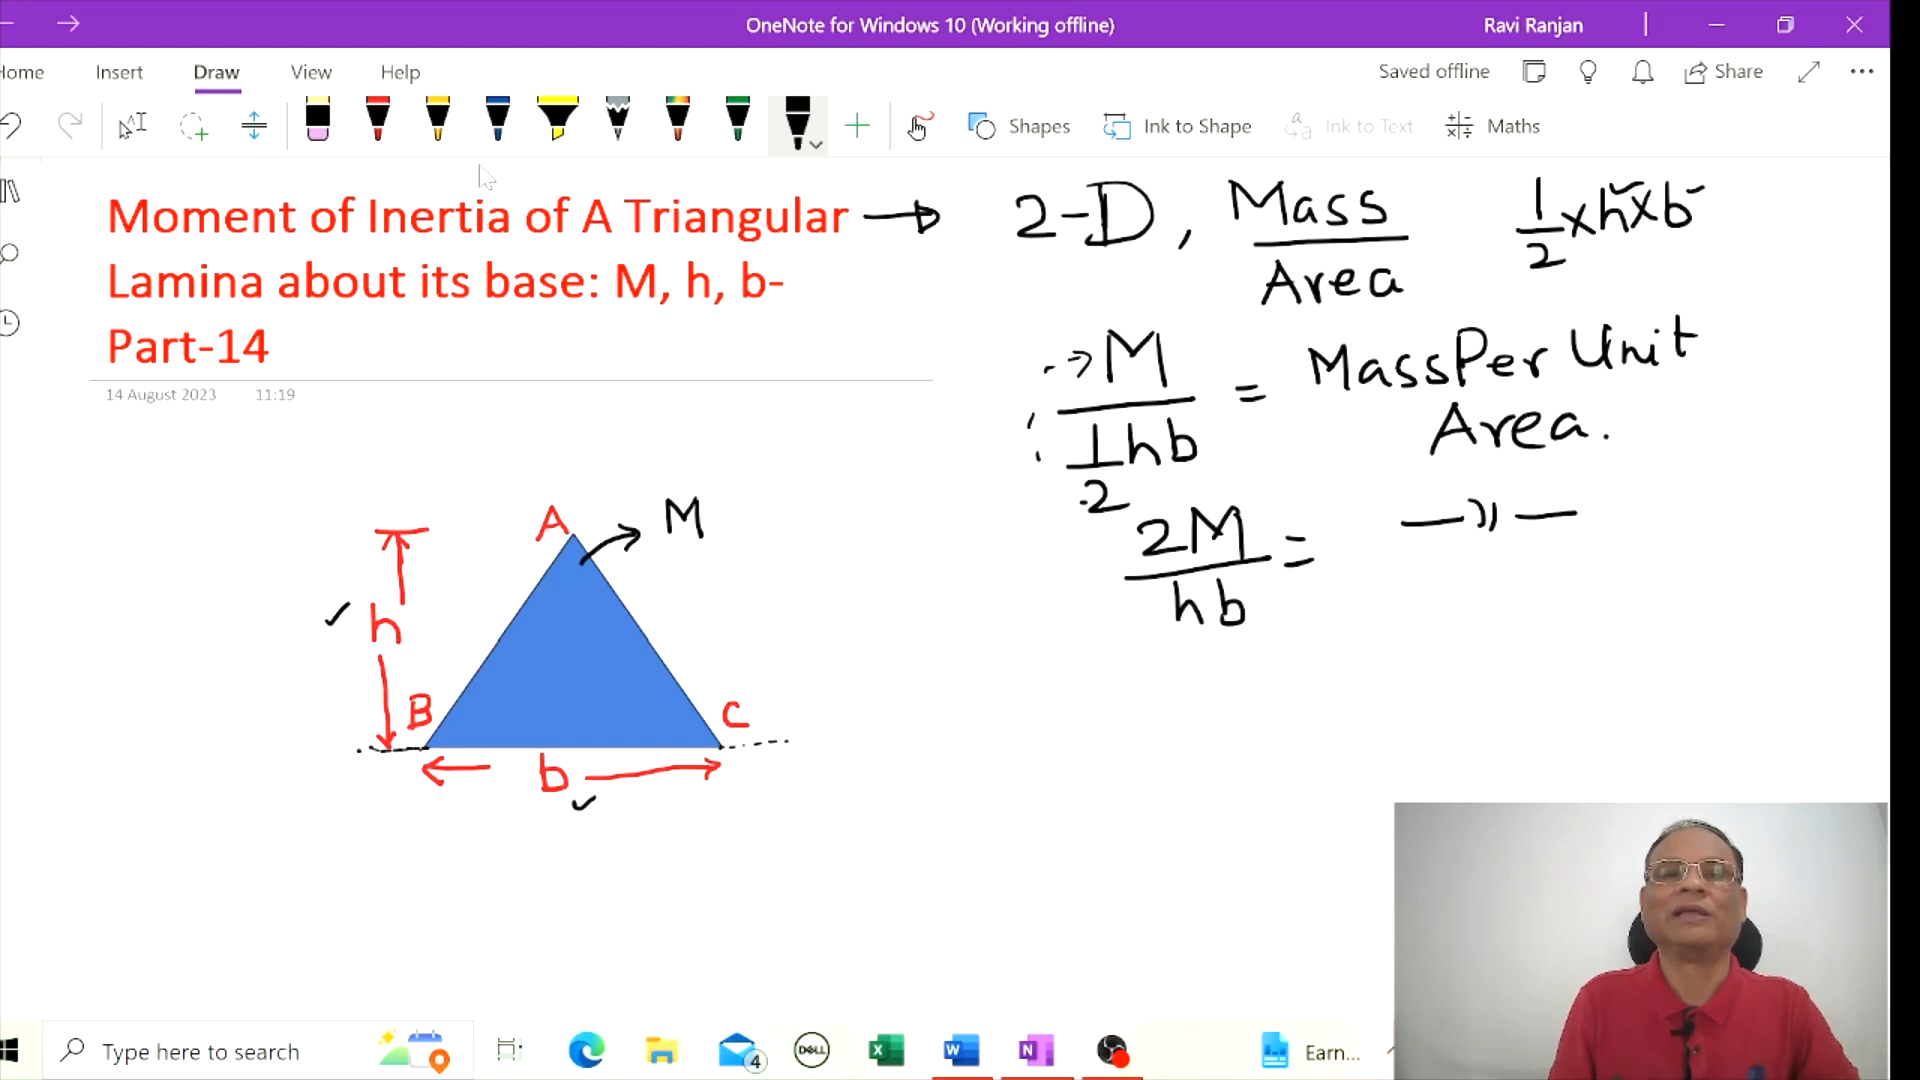 OneNote for Windows 10 (Working offline)
Ravi Ranjan
Home Insert Draw View Help
Saved offline
Share
Shapes
Ink to Shape
Ink to Text
Maths
Moment of Inertia of A Triangular
Lamina about its base: M, h, b-
Part-14
14 August 2023 11:19
2-D, Mass
Area
1/2 × h × b
M
1/2 hb
= Mass Per Unit
Area.
2M
hb
= —〃—
A
M
h
B
C
b
Type here to search
4
DELL
X
W
N
Earn...